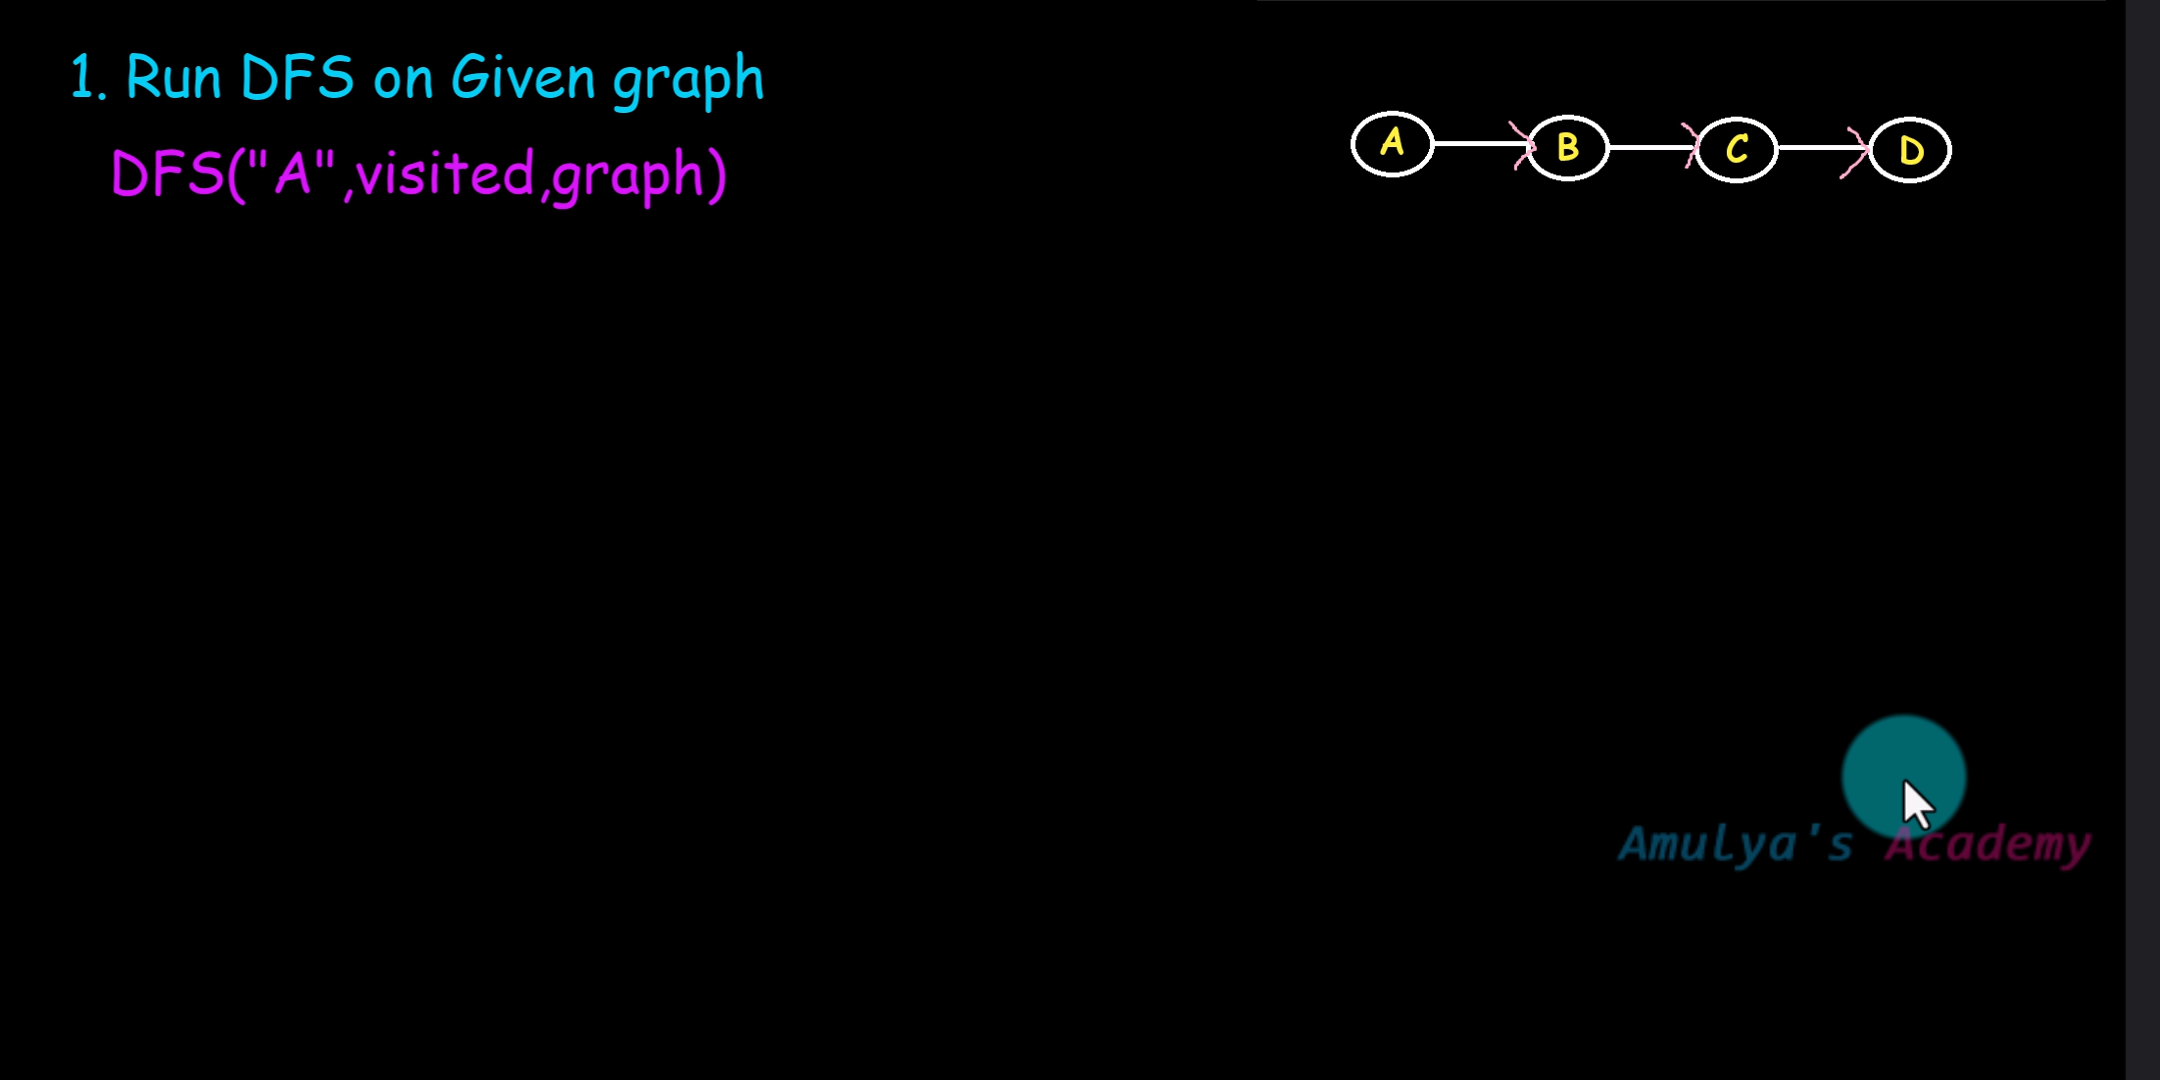 1. Run DFS on Given graph
DFS("A",visited,graph)
A B C D
Amulya's Academy